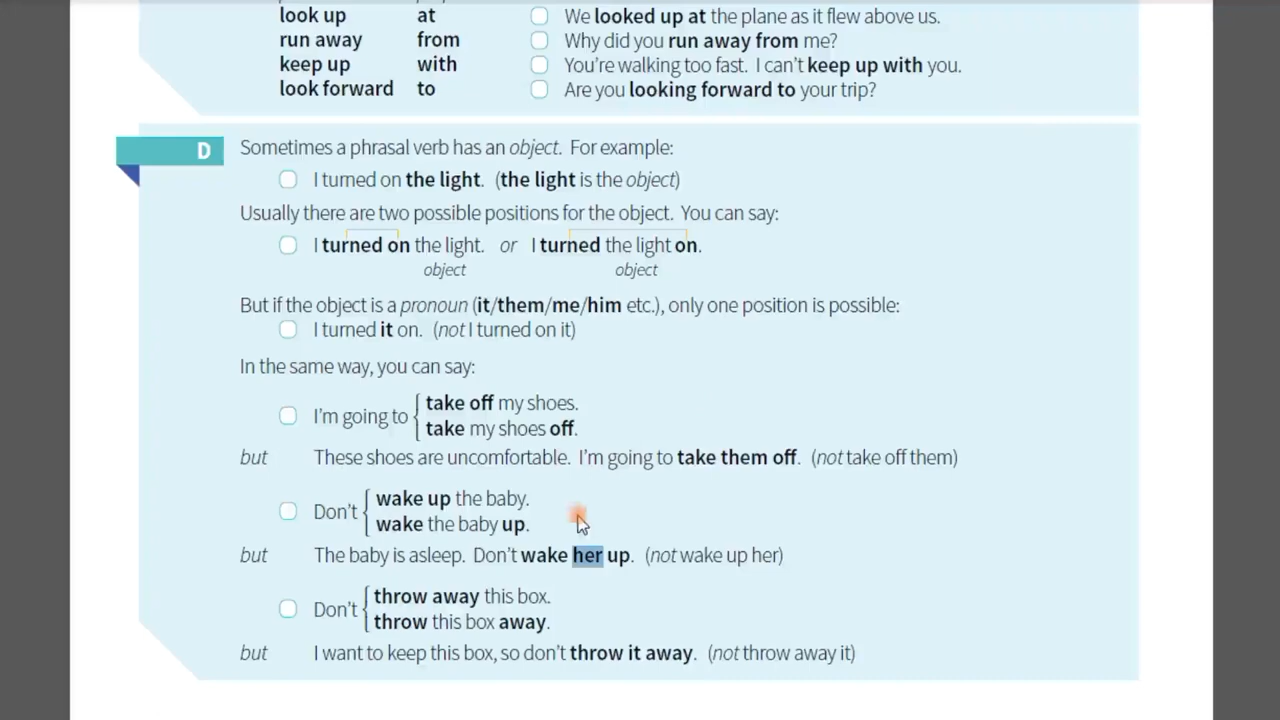 look up at We looked up at the plane as it flew above us.
run away from Why did you run away from me?
keep up with You're walking too fast. I can't keep up with you.
look forward to Are you looking forward to your trip?
D Sometimes a phrasal verb has an object. For example:
I turned on the light. (the light is the object)
Usually there are two possible positions for the object. You can say:
I turned on the light. or I turned the light on.
object object
But if the object is a pronoun (it/them/me/him etc.), only one position is possible:
I turned it on. (not I turned on it)
In the same way, you can say:
I'm going to
take off my shoes.
take my shoes off.
but These shoes are uncomfortable. I'm going to take them off. (not take off them)
Don't
wake up the baby.
wake the baby up.
but The baby is asleep. Don't wake her up. (not wake up her)
Don't
throw away this box.
throw this box away.
but I want to keep this box, so don't throw it away. (not throw away it)